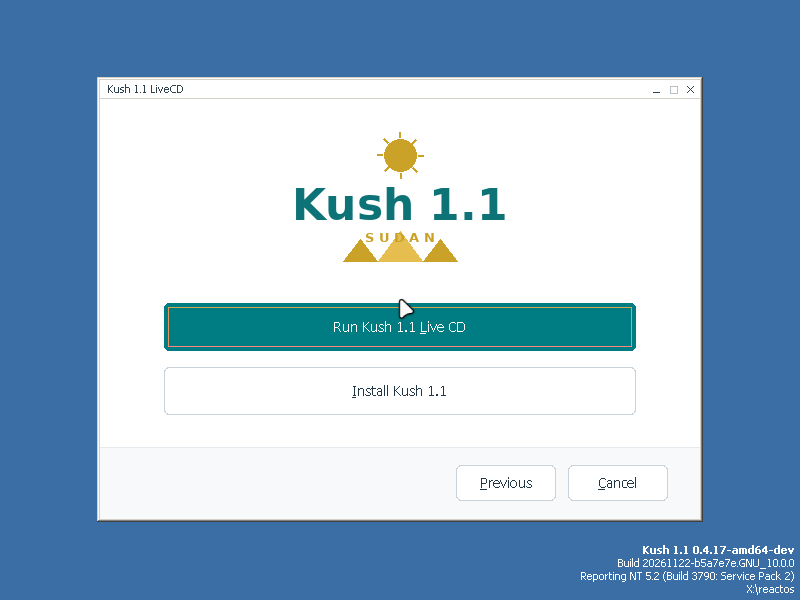 Kush 1.1 LiveCD
Kush 1.1
SUDAN
Run Kush 1.1 Live CD
Install Kush 1.1
Previous
Cancel
Kush 1.1 0.4.17-amd64-dev
Build 20261122-b5a7e7e.GNU_10.0.0
Reporting NT 5.2 (Build 3790: Service Pack 2)
X:\reactos